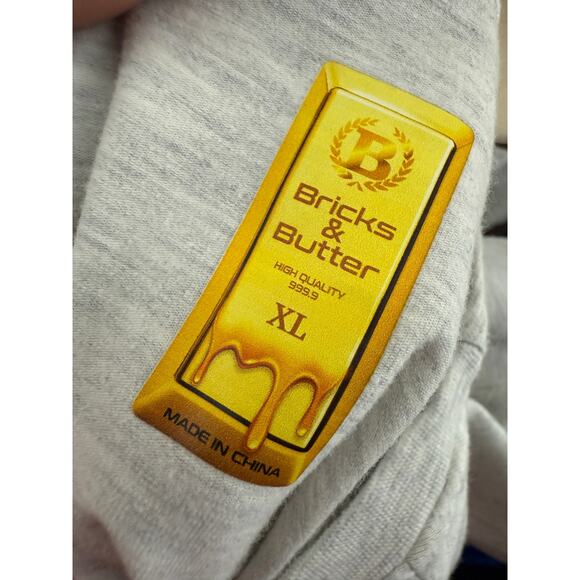 B
Bricks
&
Butter
HIGH QUALITY
999.9
XL
MADE IN CHINA